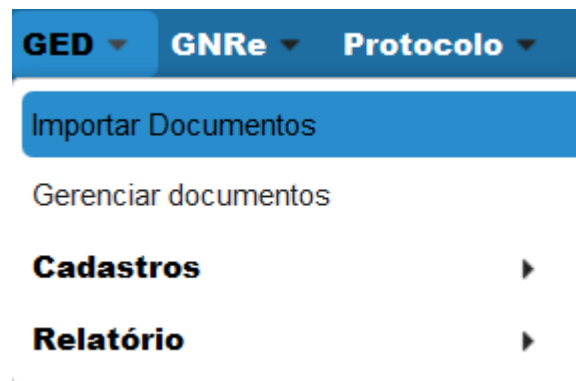 GED GNRe Protocolo
Importar Documentos
Gerenciar documentos
Cadastros
Relatório